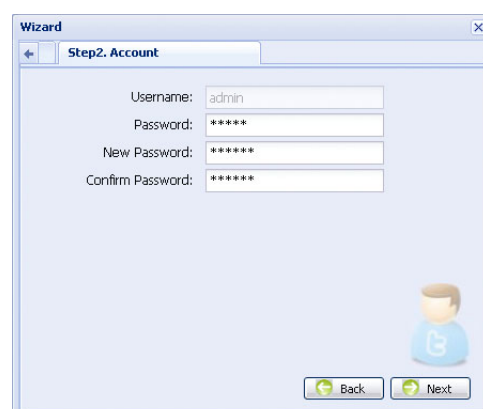 Wizard
Step2. Account
Username: admin
Password: *****
New Password: ******
Confirm Password: ******
Back Next